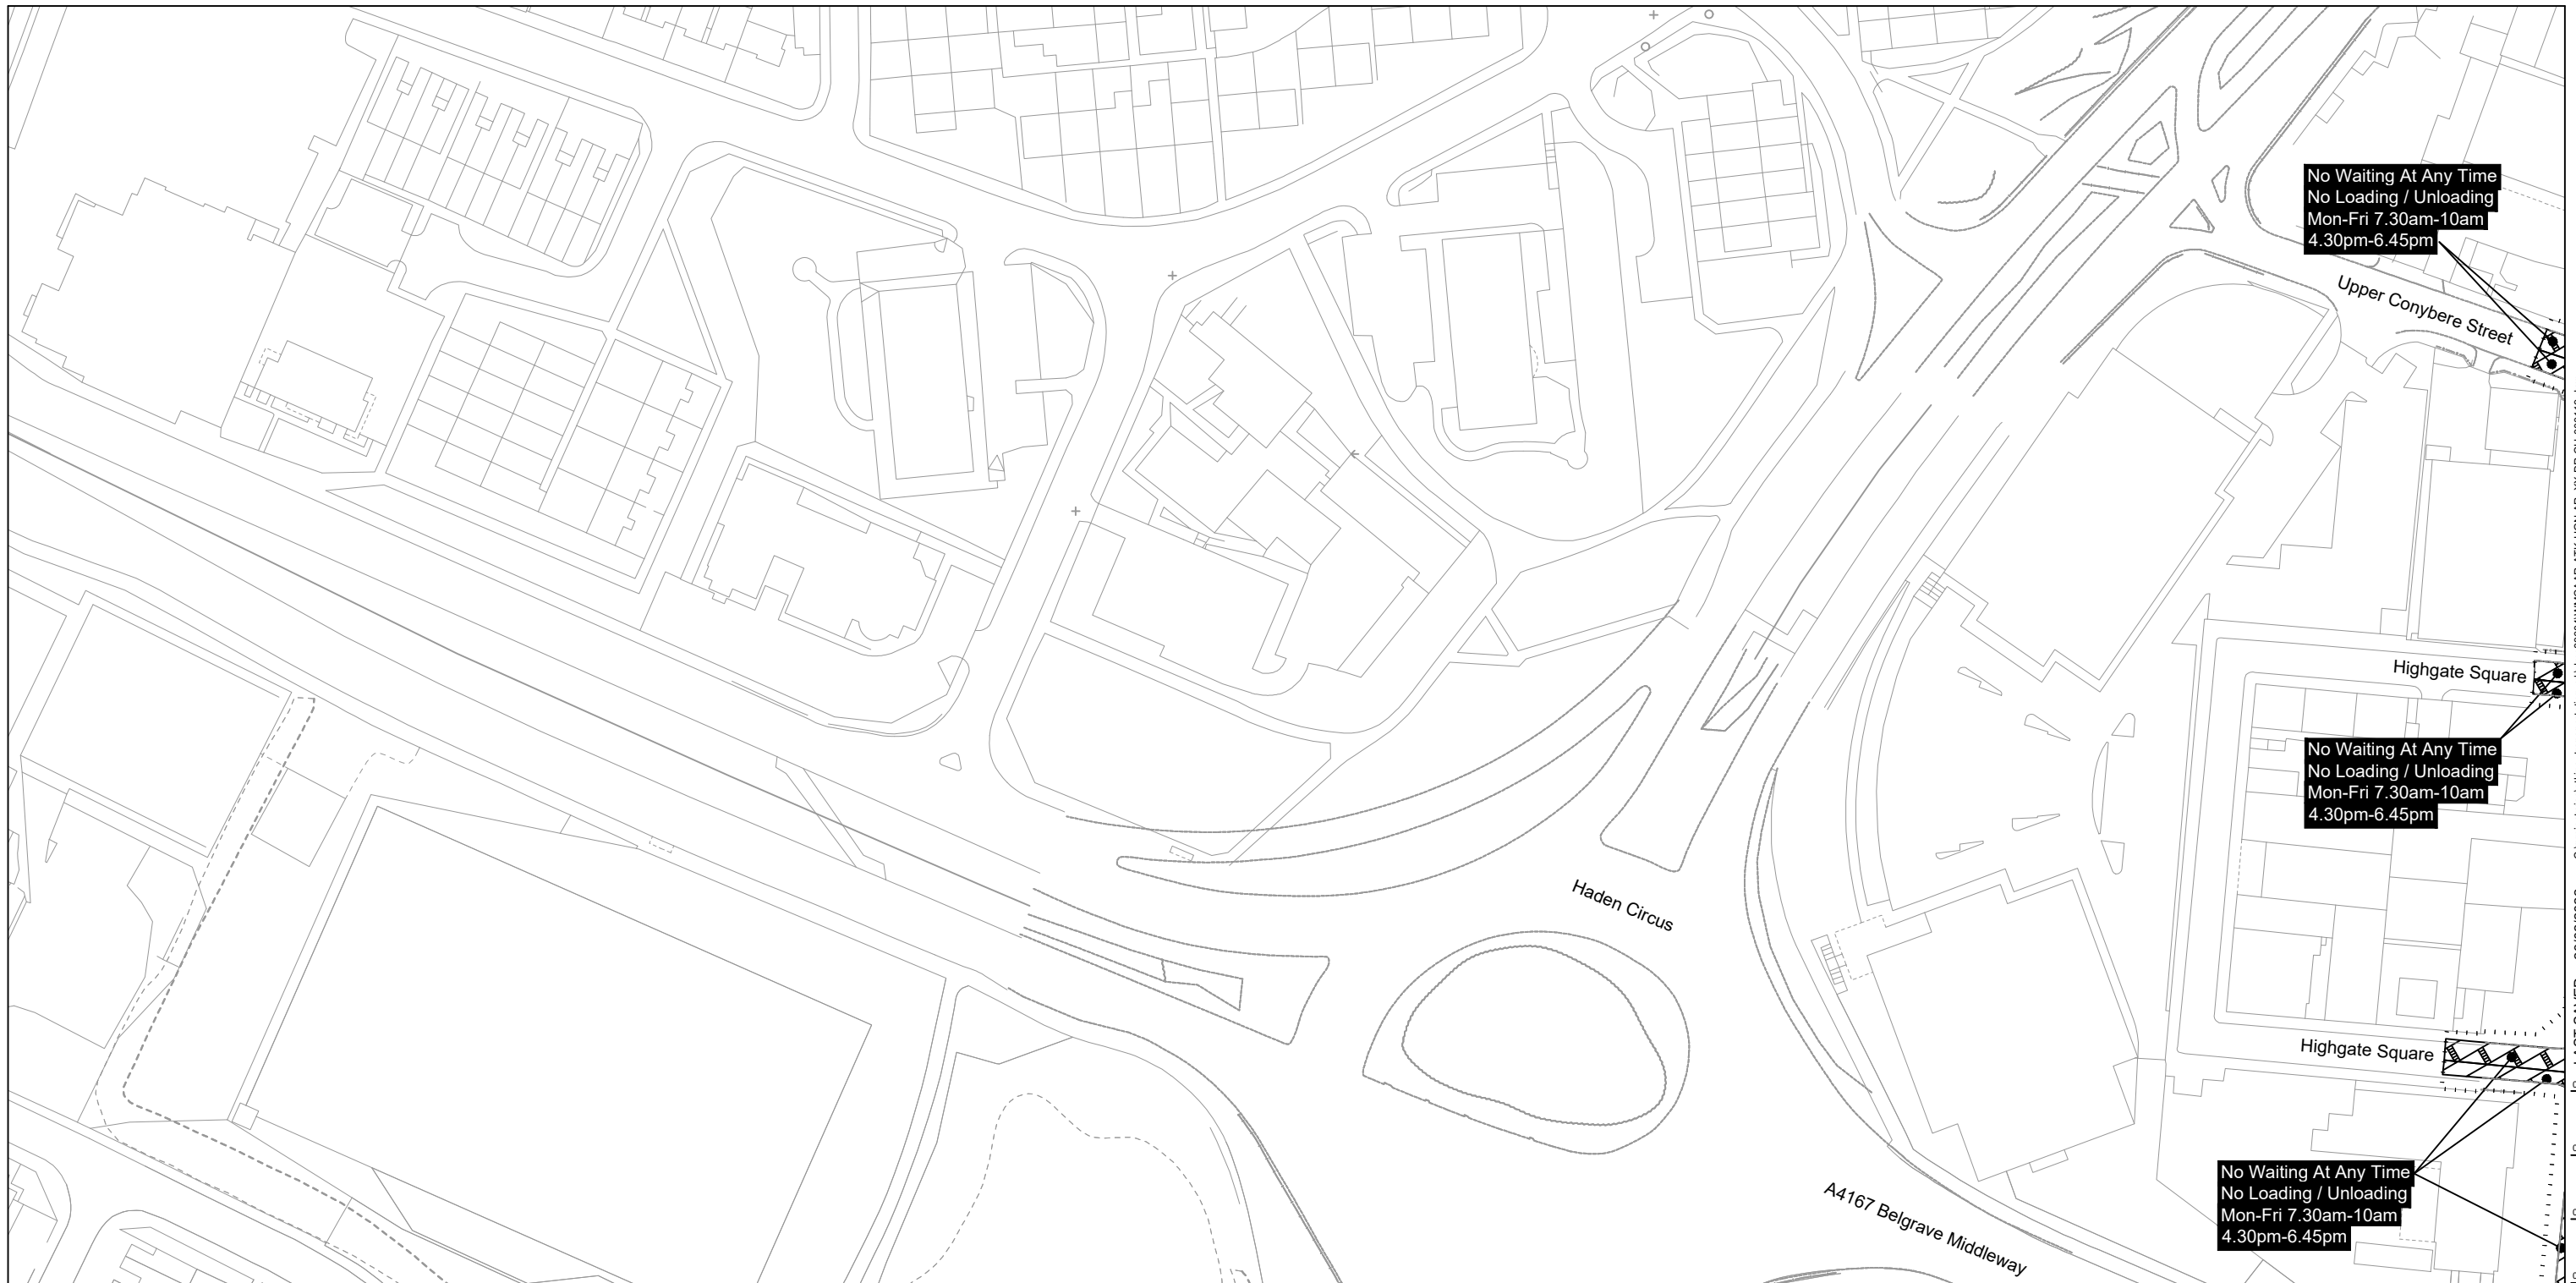 No Waiting At Any Time
No Loading / Unloading
Mon-Fri 7.30am-10am
4.30pm-6.45pm
Upper Conybere Street
Highgate Square
No Waiting At Any Time
No Loading / Unloading
Mon-Fri 7.30am-10am
4.30pm-6.45pm
Haden Circus
Highgate Square
No Waiting At Any Time
No Loading / Unloading
Mon-Fri 7.30am-10am
4.30pm-6.45pm
A4167 Belgrave Middleway